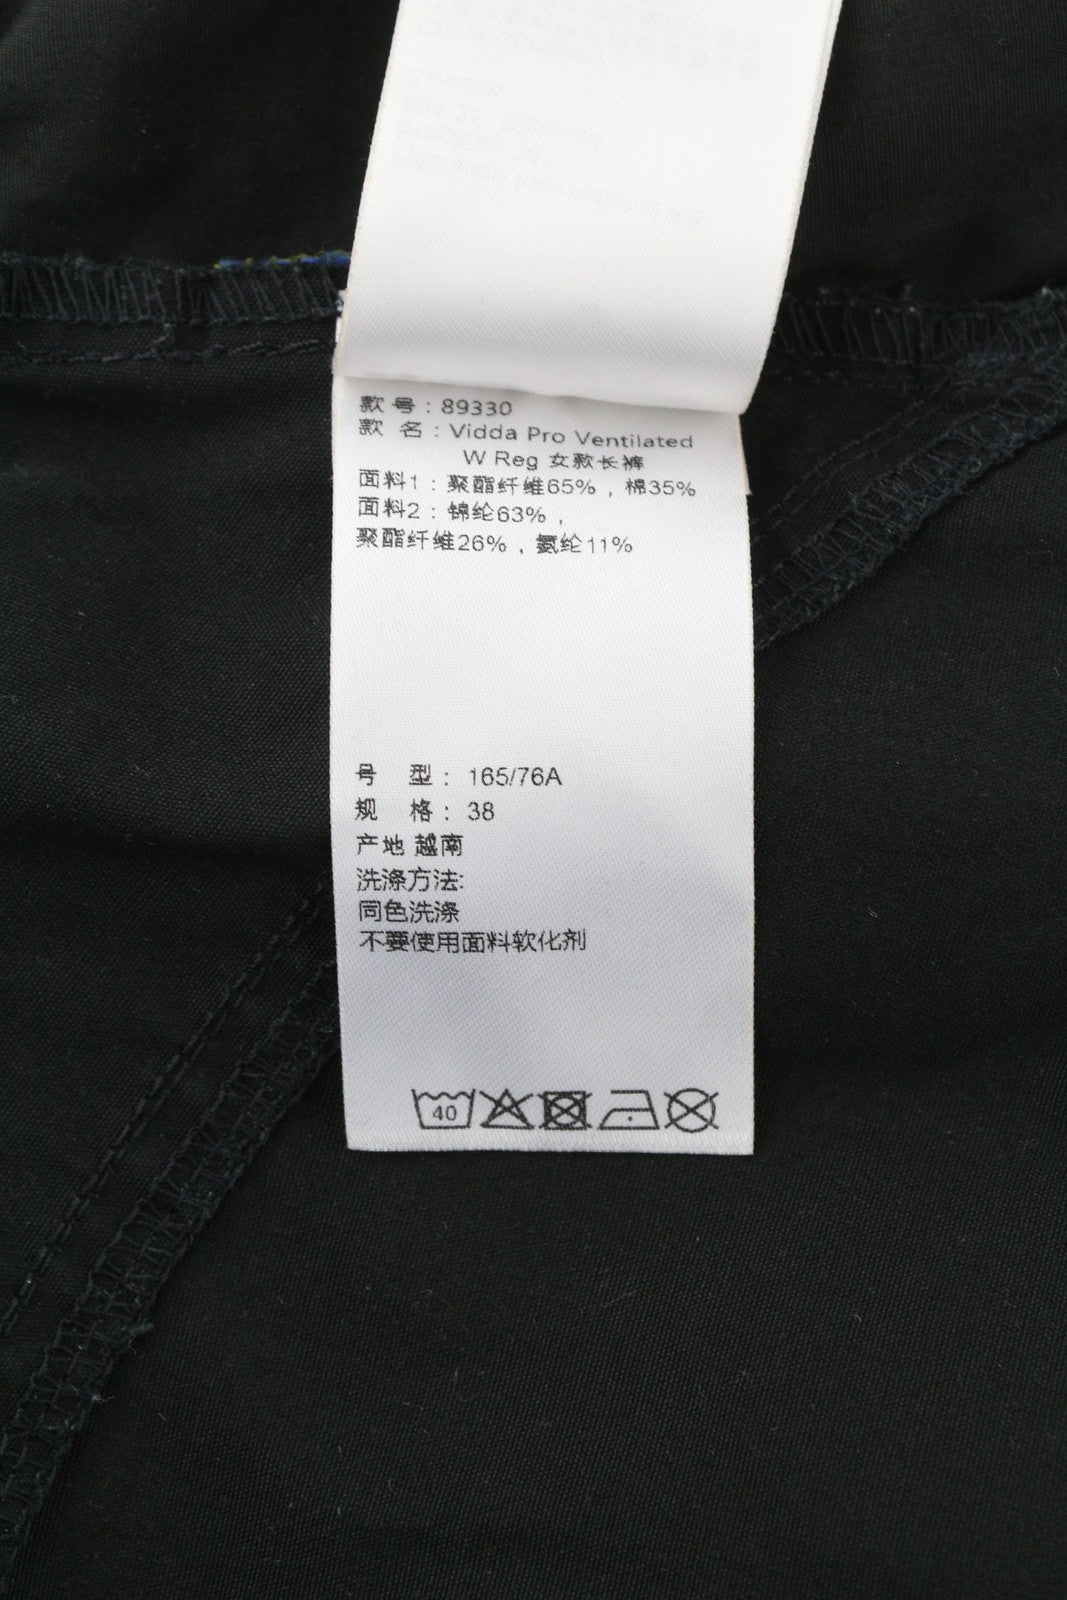 款 号：89330
款 名：Vidda Pro Ventilated
W Reg 女款长裤
面料1：聚酯纤维65%，棉35%
面料2：锦纶63%，
聚酯纤维26%，氨纶11%
号 型： 165/76A
规 格： 38
产地 越南
洗涤方法:
同色洗涤
不要使用面料软化剂
40